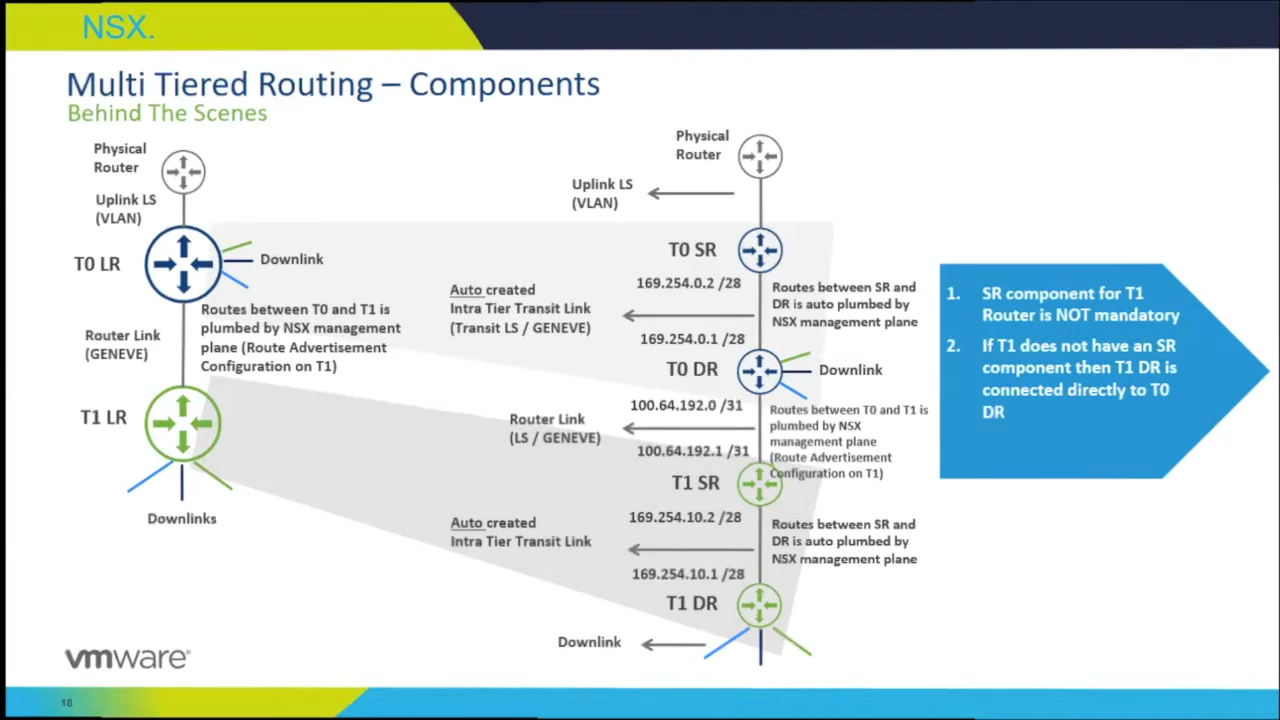 NSX.
Multi Tiered Routing – Components
Behind The Scenes
Physical
Router
Uplink LS
(VLAN)
T0 LR
Downlink
Routes between T0 and T1 is
plumbed by NSX management
plane (Route Advertisement
Configuration on T1)
Router Link
(GENEVE)
T1 LR
Downlinks
Physical
Router
Uplink LS
(VLAN)
T0 SR
169.254.0.2 /28
Auto created
Intra Tier Transit Link
(Transit LS / GENEVE)
Routes between SR and
DR is auto plumbed by
NSX management plane
169.254.0.1 /28
T0 DR
Downlink
100.64.192.0 /31
Router Link
(LS / GENEVE)
Routes between T0 and T1 is
plumbed by NSX
management plane
(Route Advertisement
Configuration on T1)
100.64.192.1 /31
T1 SR
169.254.10.2 /28
Auto created
Intra Tier Transit Link
Routes between SR and
DR is auto plumbed by
NSX management plane
169.254.10.1 /28
T1 DR
Downlink
1. SR component for T1
Router is NOT mandatory
2. If T1 does not have an SR
component then T1 DR is
connected directly to T0
DR
vmware®
18